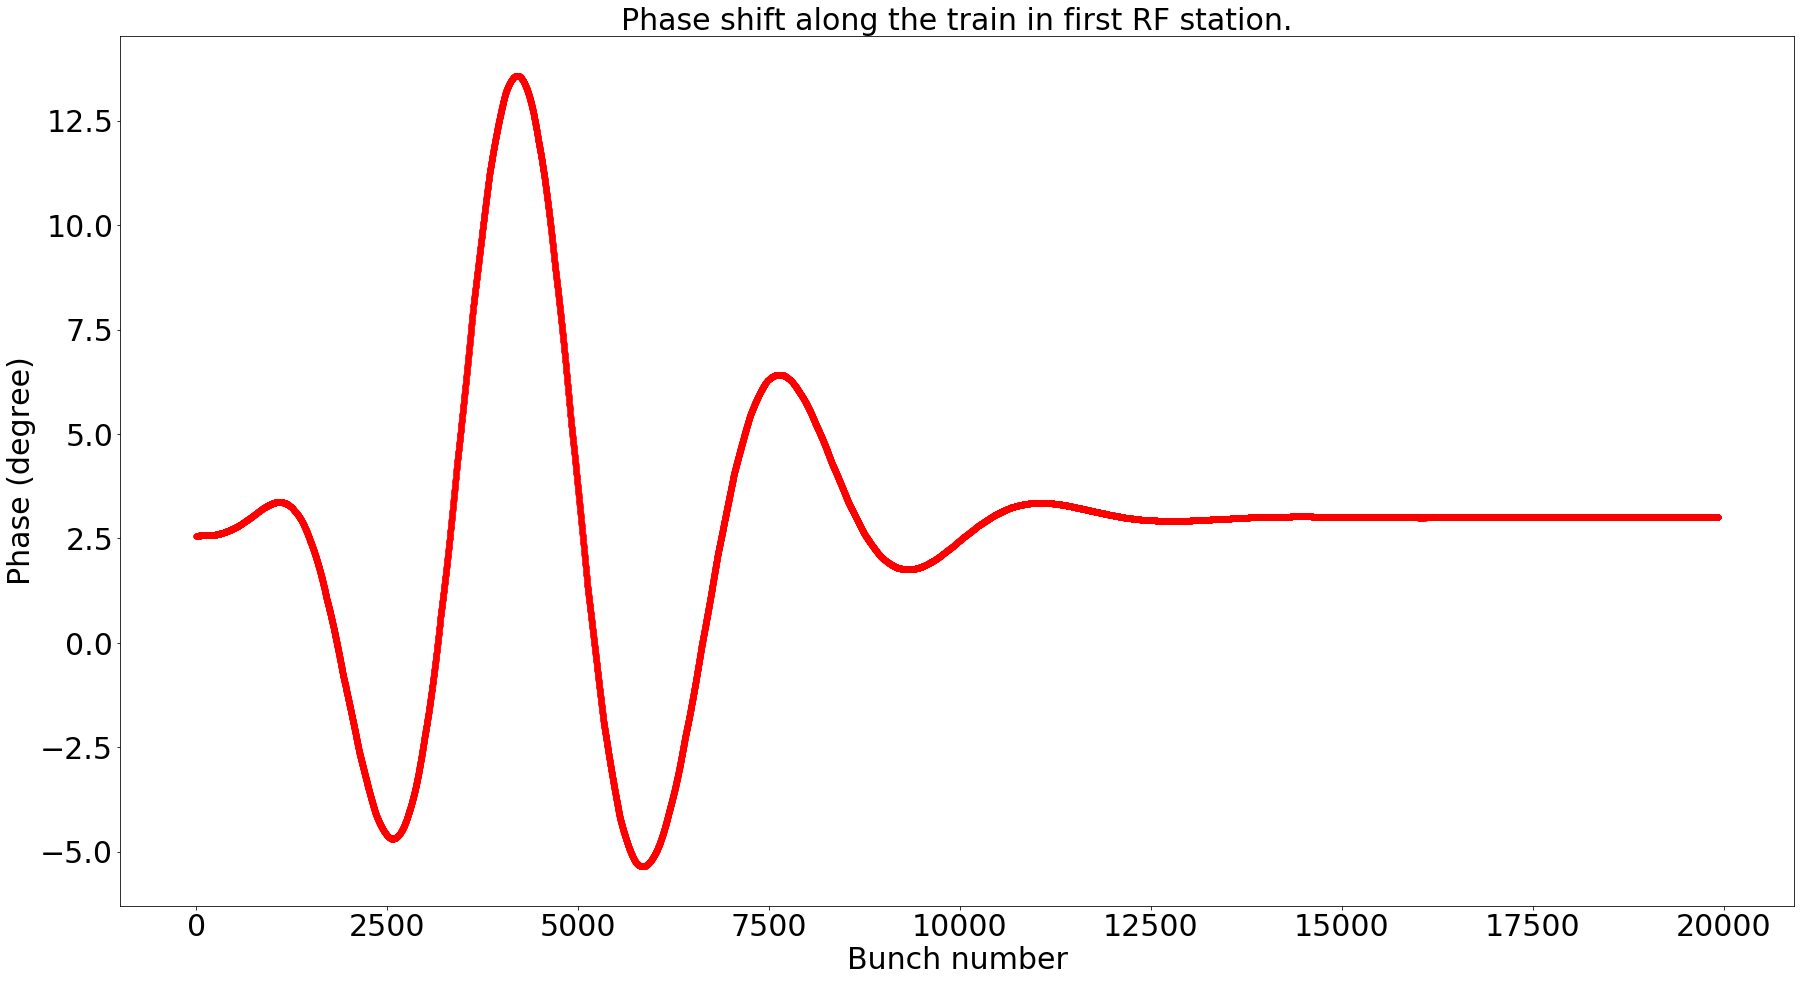 Phase shift along the train in first RF station.
12.5
10.0
7.5
5.0
2.5
0.0
−2.5
−5.0
Phase (degree)
0 2500 5000 7500 10000 12500 15000 17500 20000
Bunch number